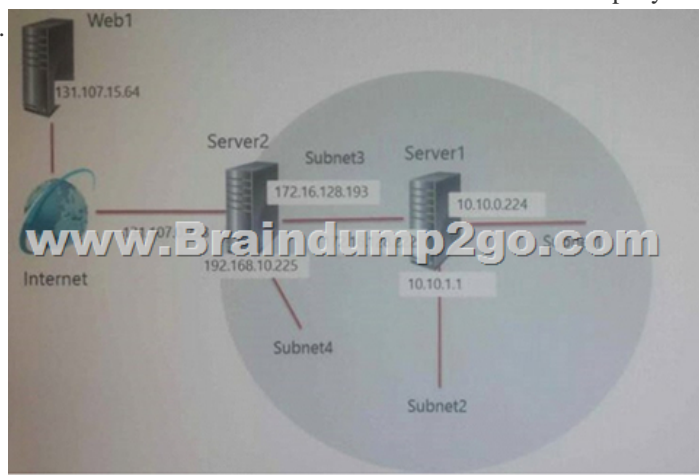 Web1
131.107.15.64
Server2
Subnet3
Server1
172.16.128.193
10.10.0.224
www.Braindump2go.com
192.168.10.225
Internet
10.10.1.1
Subnet4
Subnet2